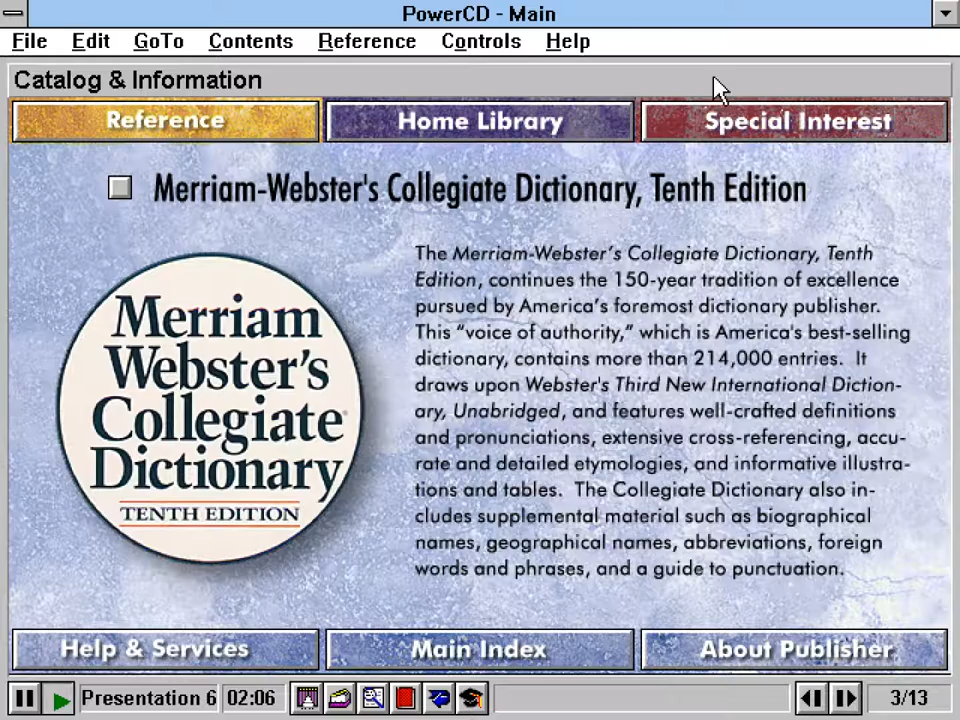 PowerCD - Main
File Edit GoTo Contents Reference Controls Help
Catalog & Information
Reference Home Library Special Interest
Merriam-Webster's Collegiate Dictionary, Tenth Edition
Merriam
Webster's
Collegiate
Dictionary
TENTH EDITION
The Merriam-Webster's Collegiate Dictionary, Tenth
Edition, continues the 150-year tradition of excellence
pursued by America's foremost dictionary publisher.
This "voice of authority," which is America's best-selling
dictionary, contains more than 214,000 entries. It
draws upon Webster's Third New International Diction-
ary, Unabridged, and features well-crafted definitions
and pronunciations, extensive cross-referencing, accu-
rate and detailed etymologies, and informative illustra-
tions and tables. The Collegiate Dictionary also in-
cludes supplemental material such as biographical
names, geographical names, abbreviations, foreign
words and phrases, and a guide to punctuation.
Help & Services Main Index About Publisher
Presentation 6 02:06 3/13